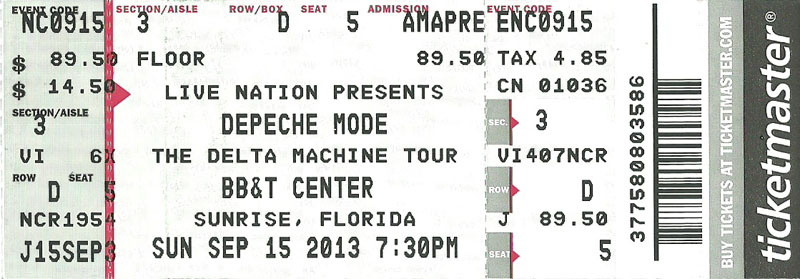 EVENT CODE SECTION/AISLE ROW/BOX SEAT ADMISSION EVENT CODE
NC0915 3 D 5 AMAPRE ENC0915
$ 89.50 FLOOR 89.50 TAX 4.85
$ 14.50 LIVE NATION PRESENTS CN 01036
SECTION/AISLE
3 DEPECHE MODE SEC. 3
VI 6X THE DELTA MACHINE TOUR VI407NCR
ROW SEAT
D 5 BB&T CENTER ROW D
NCR1954 SUNRISE, FLORIDA J 89.50
J15SEP3 SUN SEP 15 2013 7:30PM SEAT 5
3775808803586
BUY TICKETS AT TICKETMASTER.COM
ticketmaster®